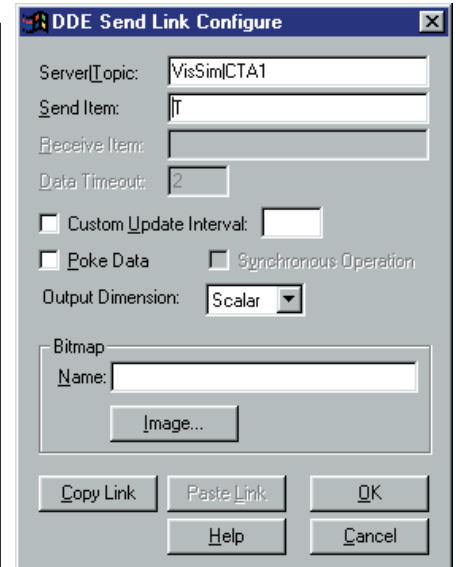 DDE Send Link Configure
Server|Topic: VisSim|CTA1
Send Item: T
Receive Item:
Data Timeout: 2
Custom Update Interval:
Poke Data Synchronous Operation
Output Dimension: Scalar
Bitmap
Name:
Image...
Copy Link Paste Link OK
Help Cancel